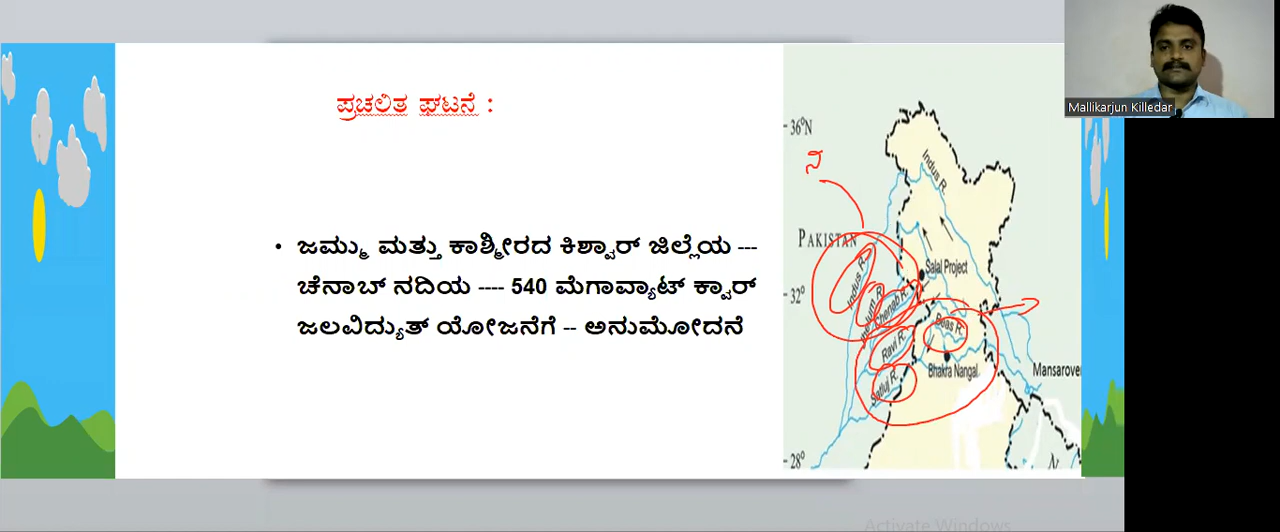 Mallikarjun Killedar
ಪ್ರಚಲಿತ ಘಟನೆ :
• ಜಮ್ಮು ಮತ್ತು ಕಾಶ್ಮೀರದ ಕಿಶ್ವಾರ್ ಜಿಲ್ಲೆಯ ---
ಚೆನಾಬ್ ನದಿಯ ---- 540 ಮೆಗಾವ್ಯಾಟ್ ಕ್ವಾರ್
ಜಲವಿದ್ಯುತ್ ಯೋಜನೆಗೆ -- ಅನುಮೋದನೆ
36°N
Indus R.
PAKISTAN
Salal Project
Indus R.
32°
Chenab R.
Beas R.
Ravi R.
Bhakra Nangal
Mansarover
Satluj R.
28°
N
Activate Windows